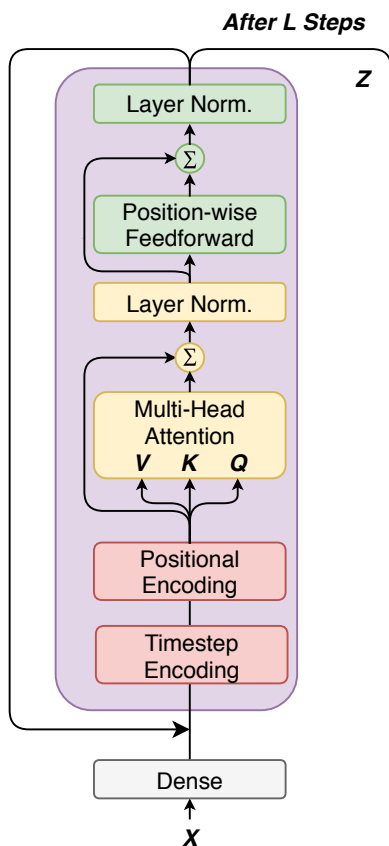 After L Steps
Z
Layer Norm.
Σ
Position-wise
Feedforward
Layer Norm.
Σ
Multi-Head
Attention
V K Q
Positional
Encoding
Timestep
Encoding
Dense
X